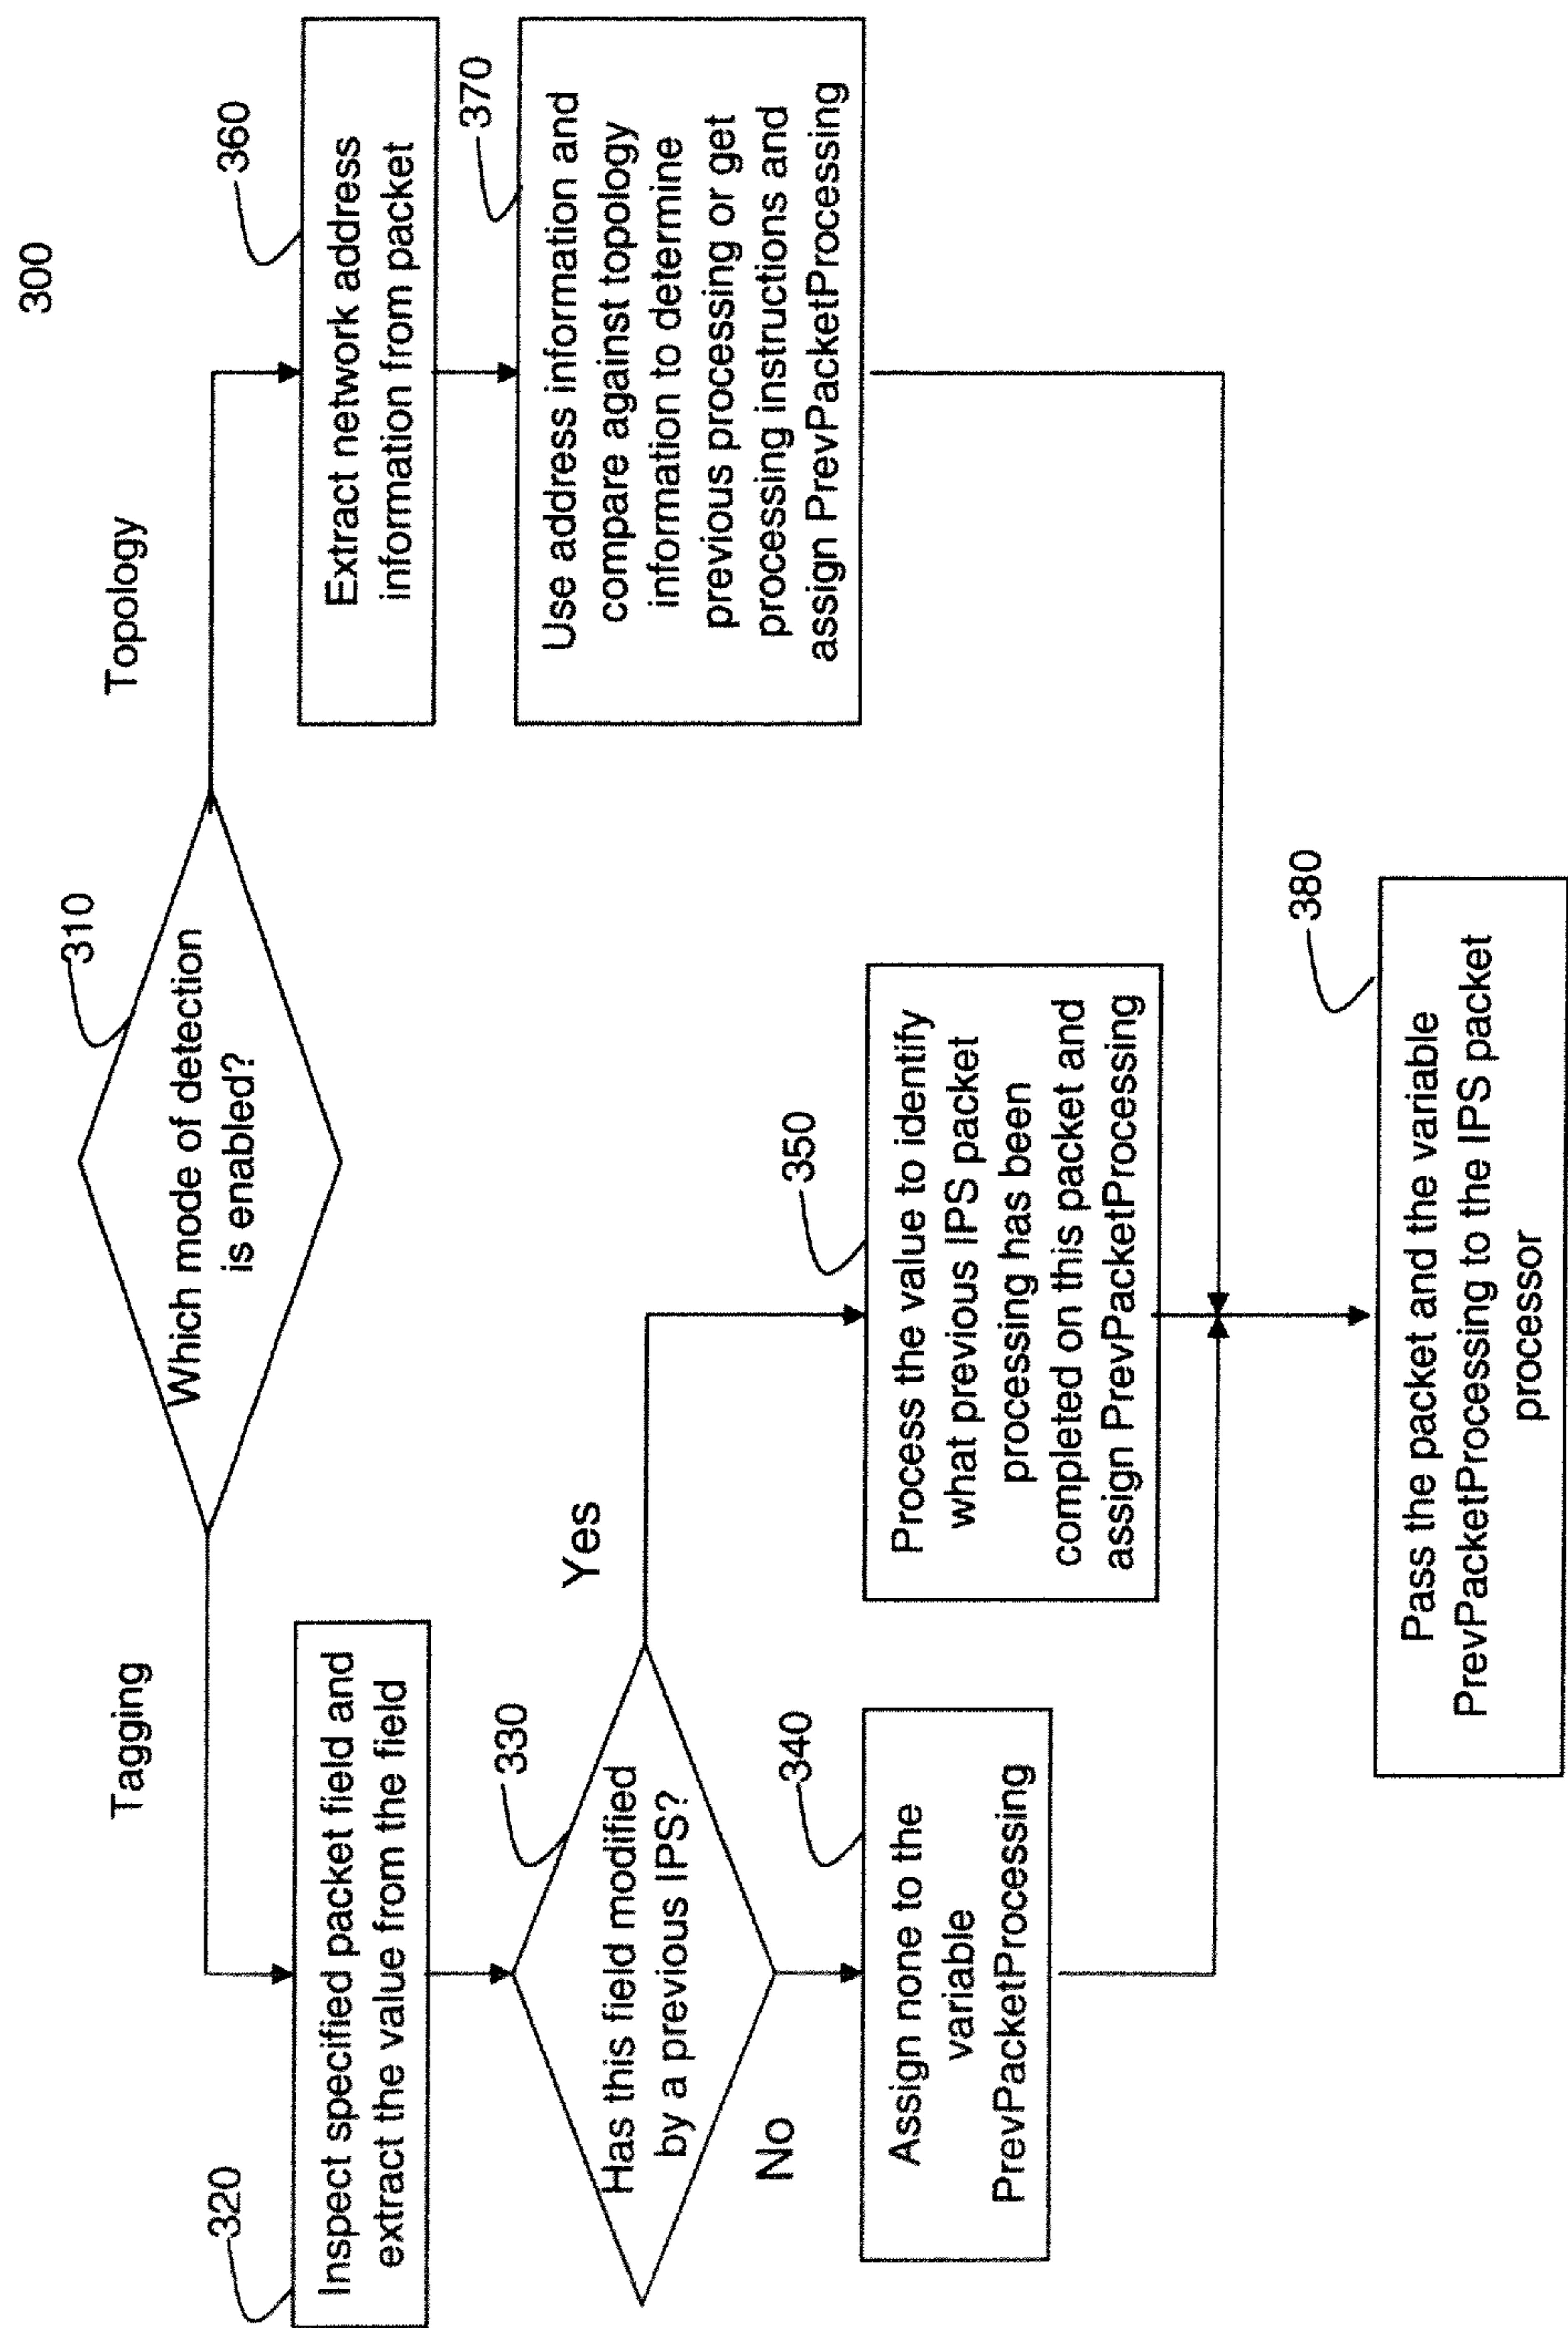 300
310
Which mode of detection
is enabled?
Tagging
Topology
320
Inspect specified packet field and
extract the value from the field
360
Extract network address
information from packet
330
Has this field modified
by a previous IPS?
Yes
No
370
Use address information and
compare against topology
information to determine
previous processing or get
processing instructions and
assign PrevPacketProcessing
340
Assign none to the
variable
PrevPacketProcessing
350
Process the value to identify
what previous IPS packet
processing has been
completed on this packet and
assign PrevPacketProcessing
380
Pass the packet and the variable
PrevPacketProcessing to the IPS packet
processor